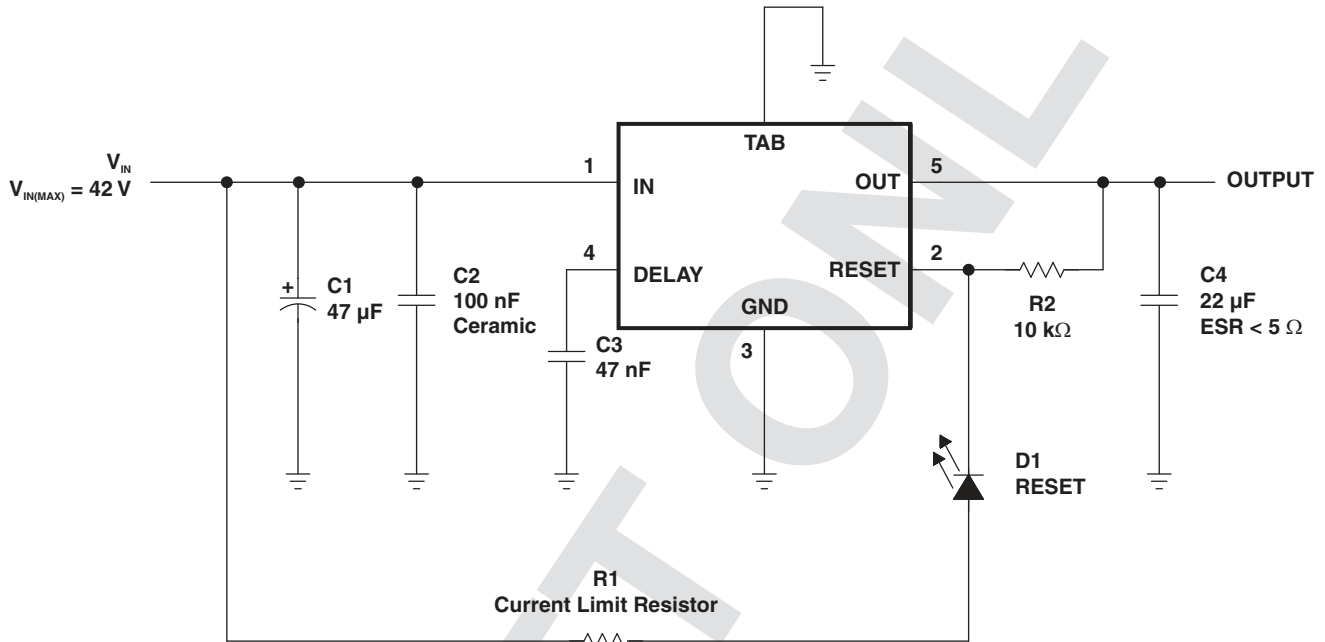 TAB
V_IN
V_IN(MAX) = 42 V
1
IN
OUT
5
OUTPUT
4
DELAY
RESET
2
+
C1
47 µF
C2
100 nF
Ceramic
GND
3
C3
47 nF
R2
10 kΩ
C4
22 µF
ESR < 5 Ω
D1
RESET
R1
Current Limit Resistor
T ONL